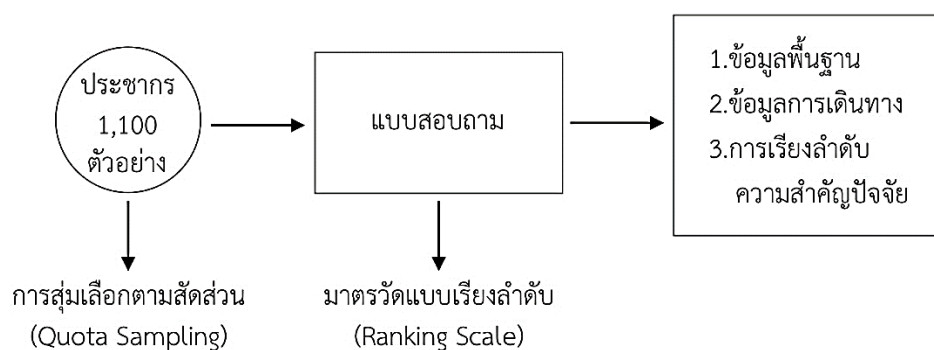 ประชากร
1,100
ตัวอย่าง
แบบสอบถาม
1.ข้อมูลพื้นฐาน
2.ข้อมูลการเดินทาง
3.การเรียงลำดับ
ความสำคัญปัจจัย
การสุ่มเลือกตามสัดส่วน
(Quota Sampling)
มาตรวัดแบบเรียงลำดับ
(Ranking Scale)